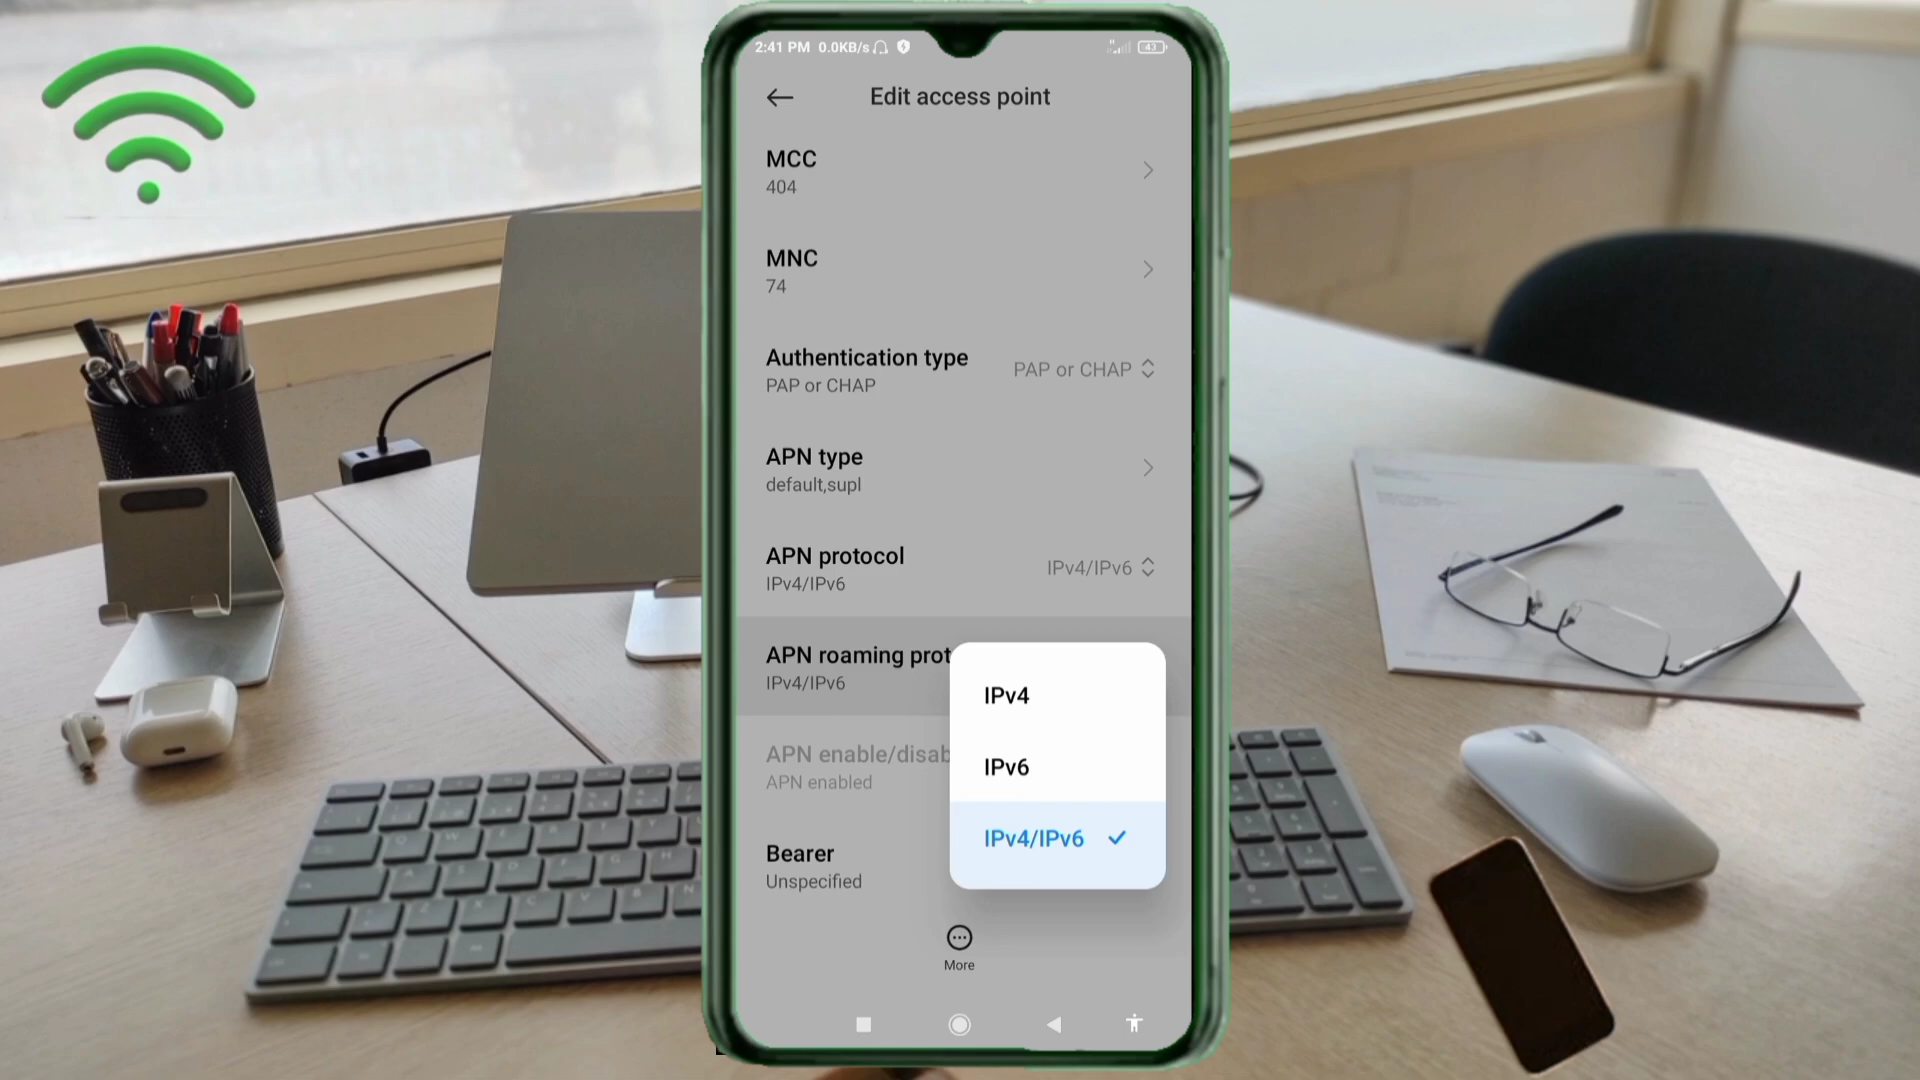 2:41 PM 0.0KB/s
43
Edit access point
MCC
404
MNC
74
Authentication type
PAP or CHAP
PAP or CHAP
APN type
default,supl
APN protocol
IPv4/IPv6
IPv4/IPv6
APN roaming prot
IPv4/IPv6
IPv4
IPv6
IPv4/IPv6
APN enable/disab
APN enabled
Bearer
Unspecified
More